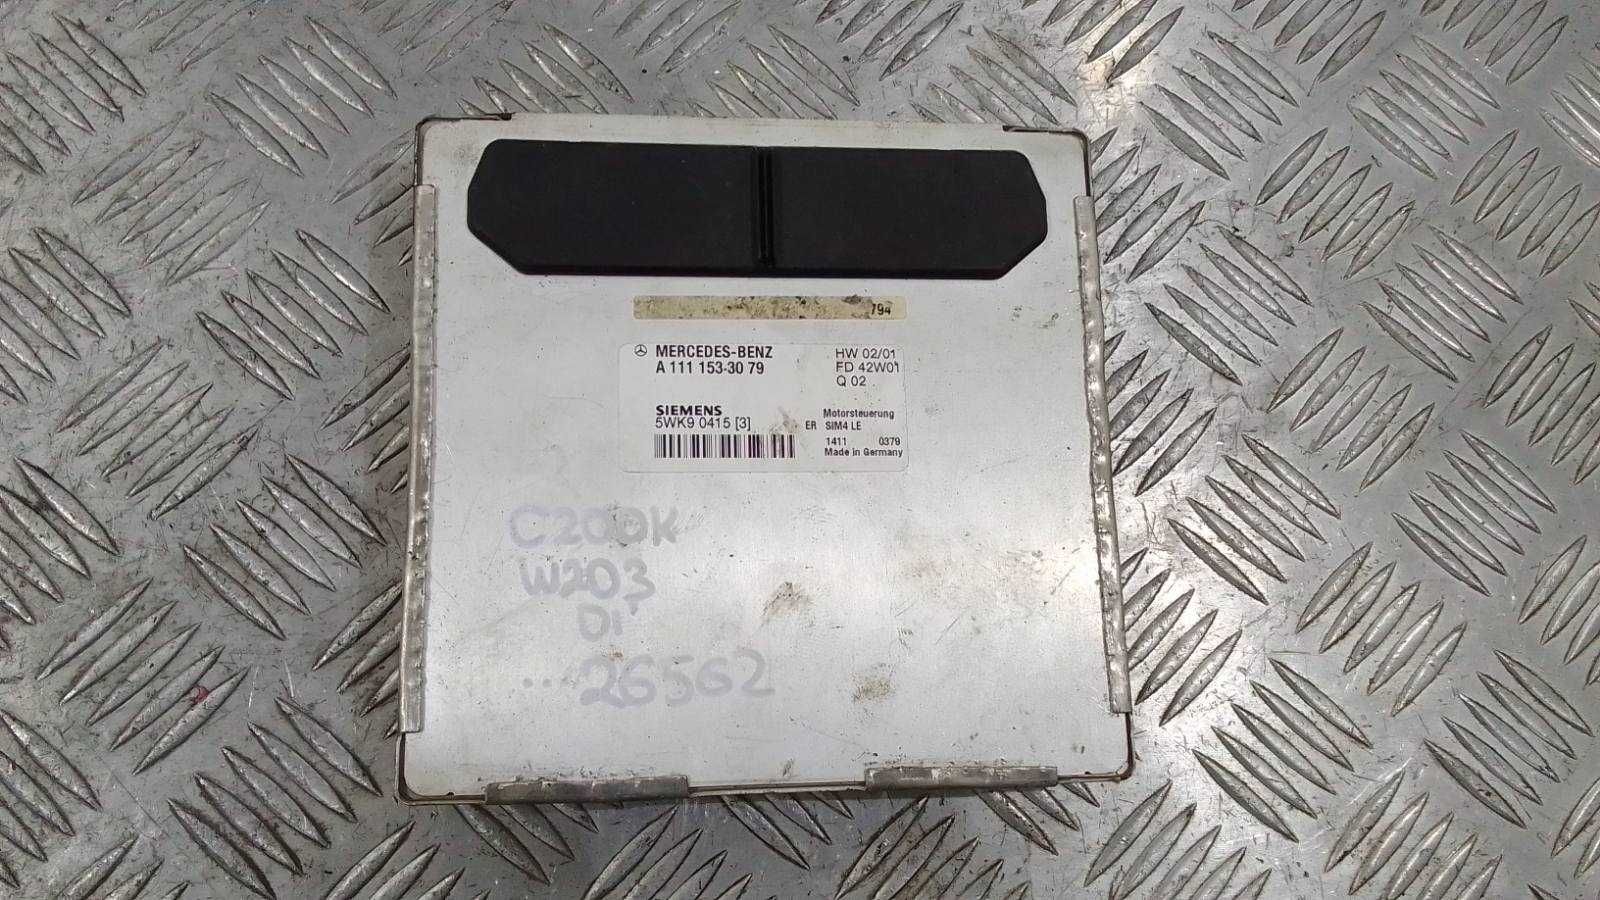 794
MERCEDES-BENZ
A 111 153-30 79
HW 02/01
FD 42W01
Q 02
SIEMENS
5WK9 0415 [3]
Motorsteuerung
ER SIM4 LE
1411 0379
Made in Germany
C200K
W203
01
...26562